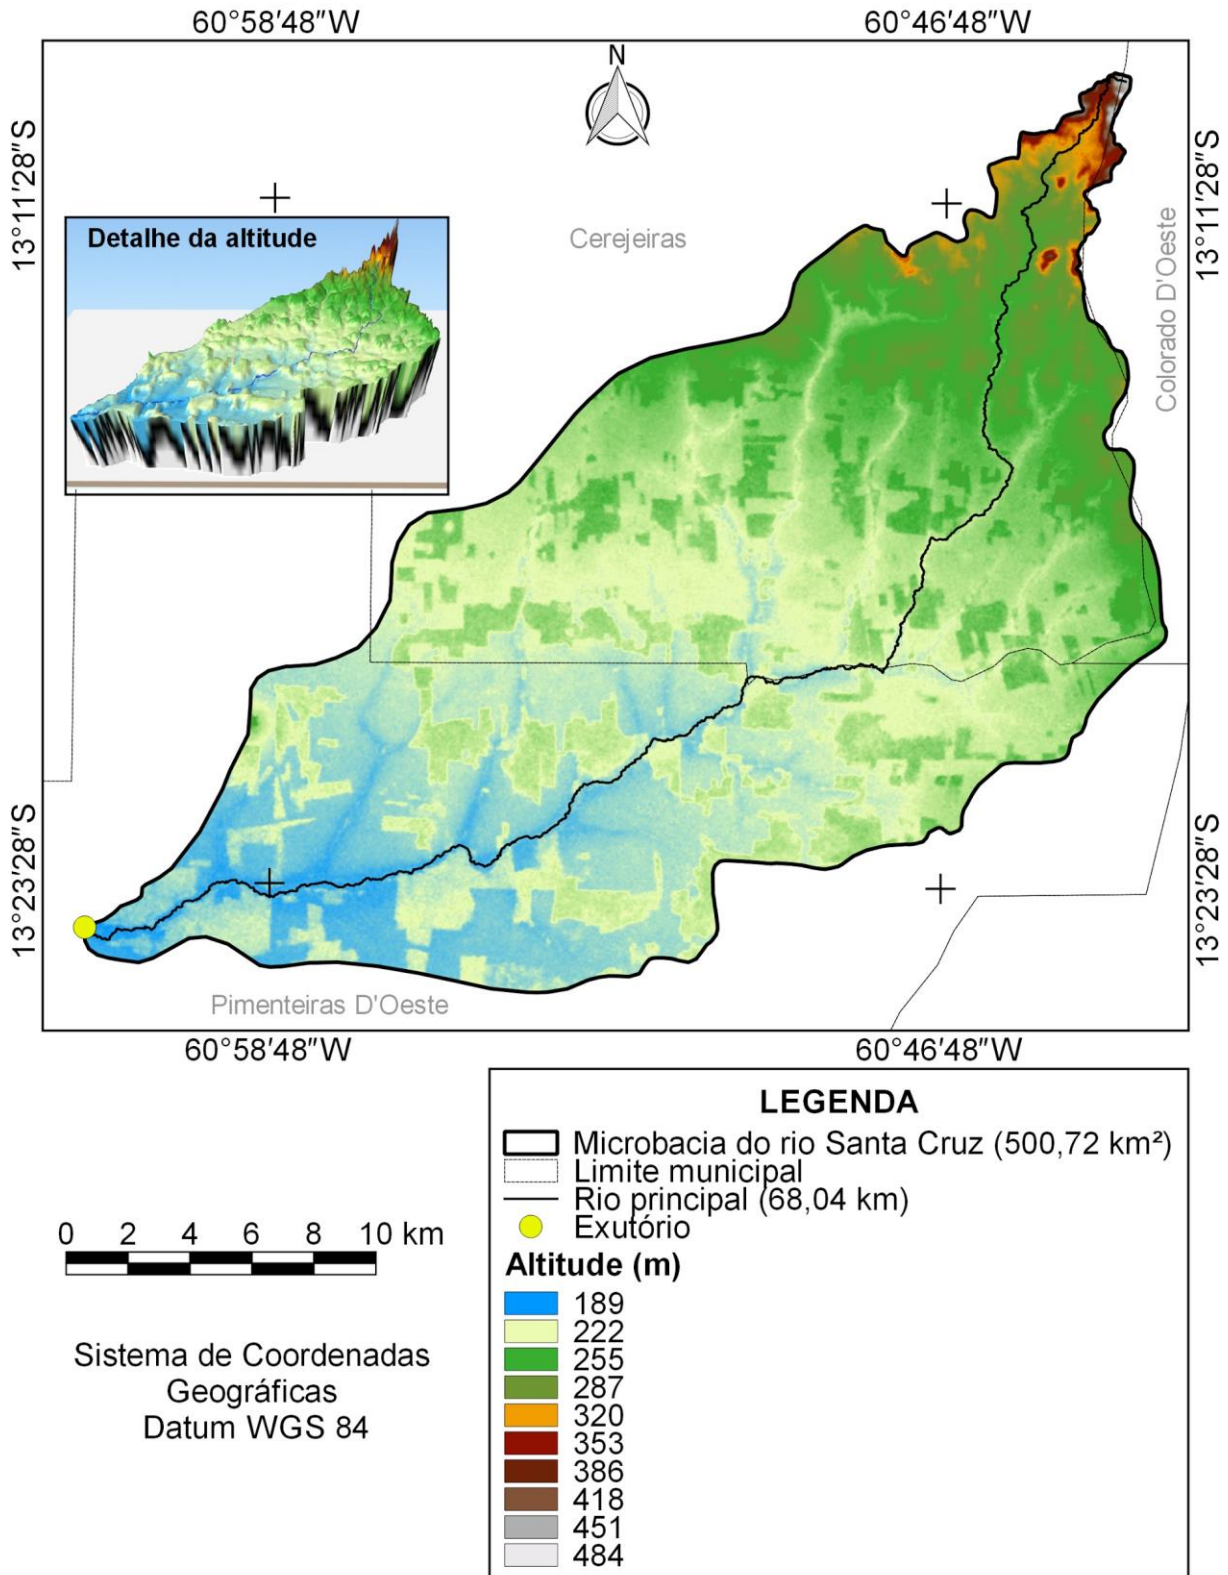 60°58'48"W
60°46'48"W
N
13°11'28"S
13°11'28"S
Detalhe da altitude
Cerejeiras
Colorado D'Oeste
13°23'28"S
13°23'28"S
Pimenteiras D'Oeste
60°58'48"W
60°46'48"W
LEGENDA
Microbacia do rio Santa Cruz (500,72 km²)
Limite municipal
Rio principal (68,04 km)
Exutório
0 2 4 6 8 10 km
Altitude (m)
189
222
255
287
320
353
386
418
451
484
Sistema de Coordenadas
Geográficas
Datum WGS 84